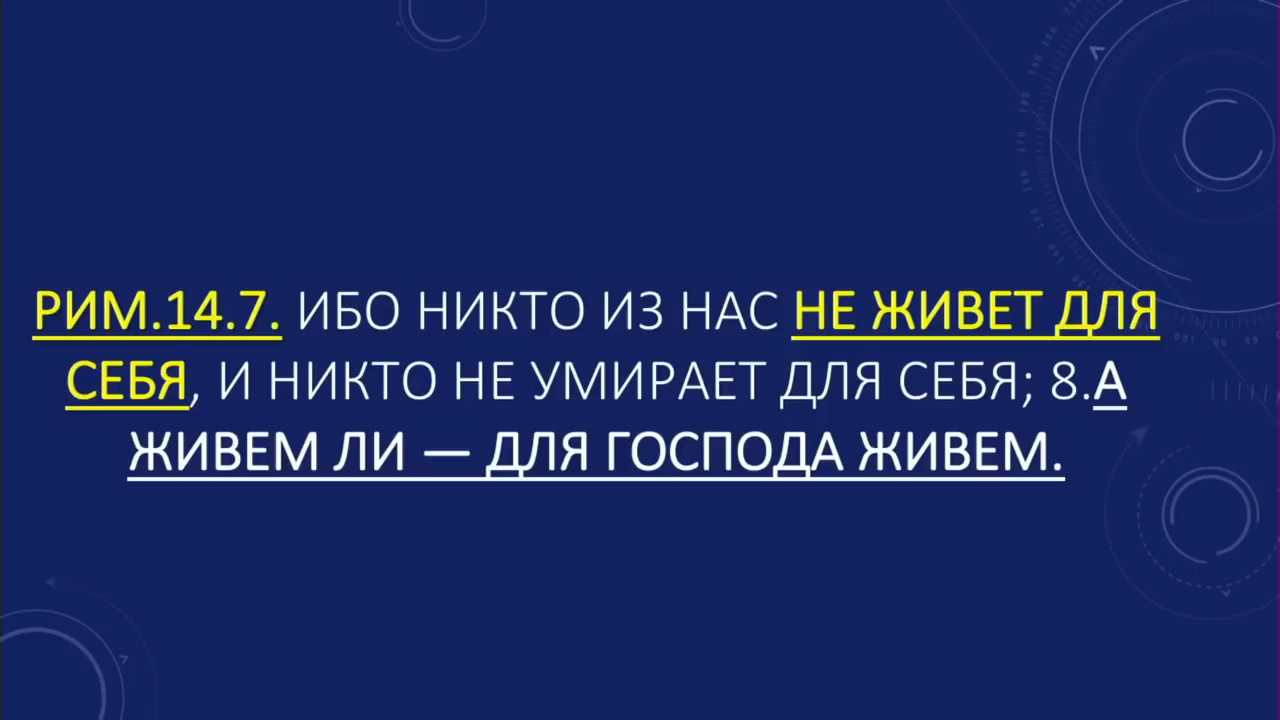 РИМ.14.7. ИБО НИКТО ИЗ НАС НЕ ЖИВЕТ ДЛЯ
СЕБЯ, И НИКТО НЕ УМИРАЕТ ДЛЯ СЕБЯ; 8.А
ЖИВЕМ ЛИ — ДЛЯ ГОСПОДА ЖИВЕМ.